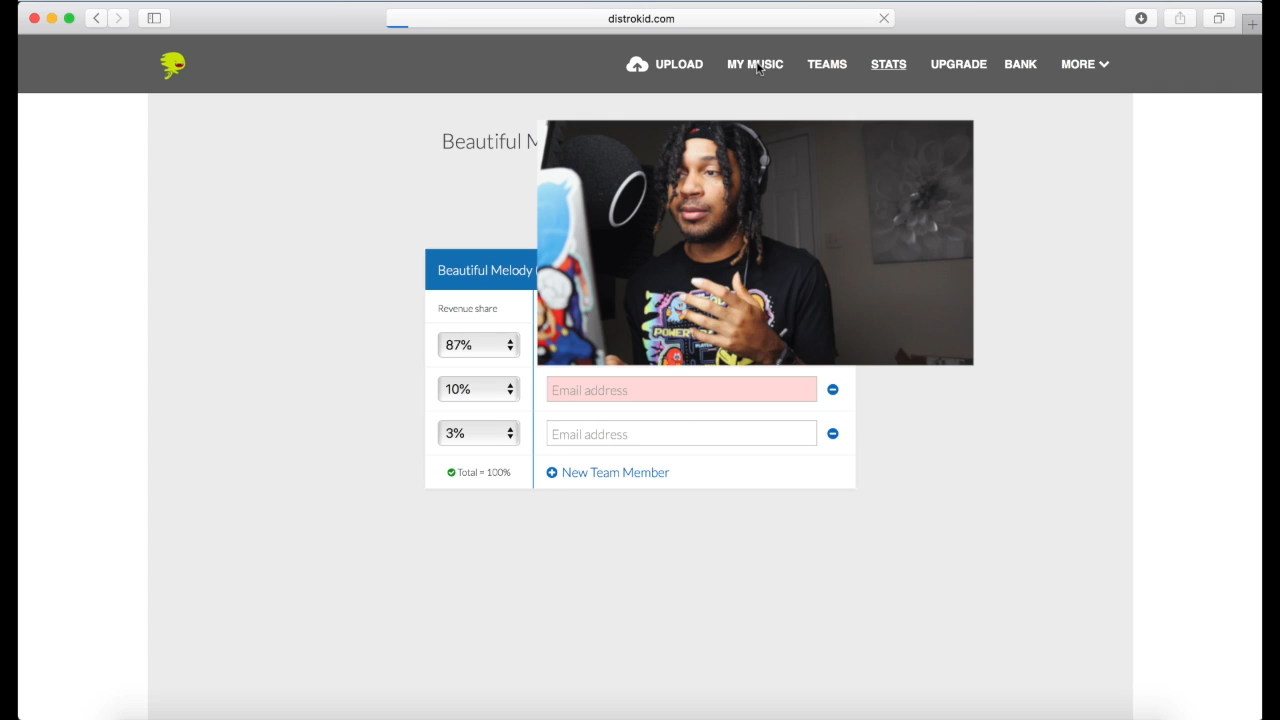 distrokid.com
UPLOAD MY MUSIC TEAMS STATS UPGRADE BANK MORE
Beautiful
Beautiful Melody
Revenue share
87%
10% Email address
3% Email address
Total = 100% New Team Member